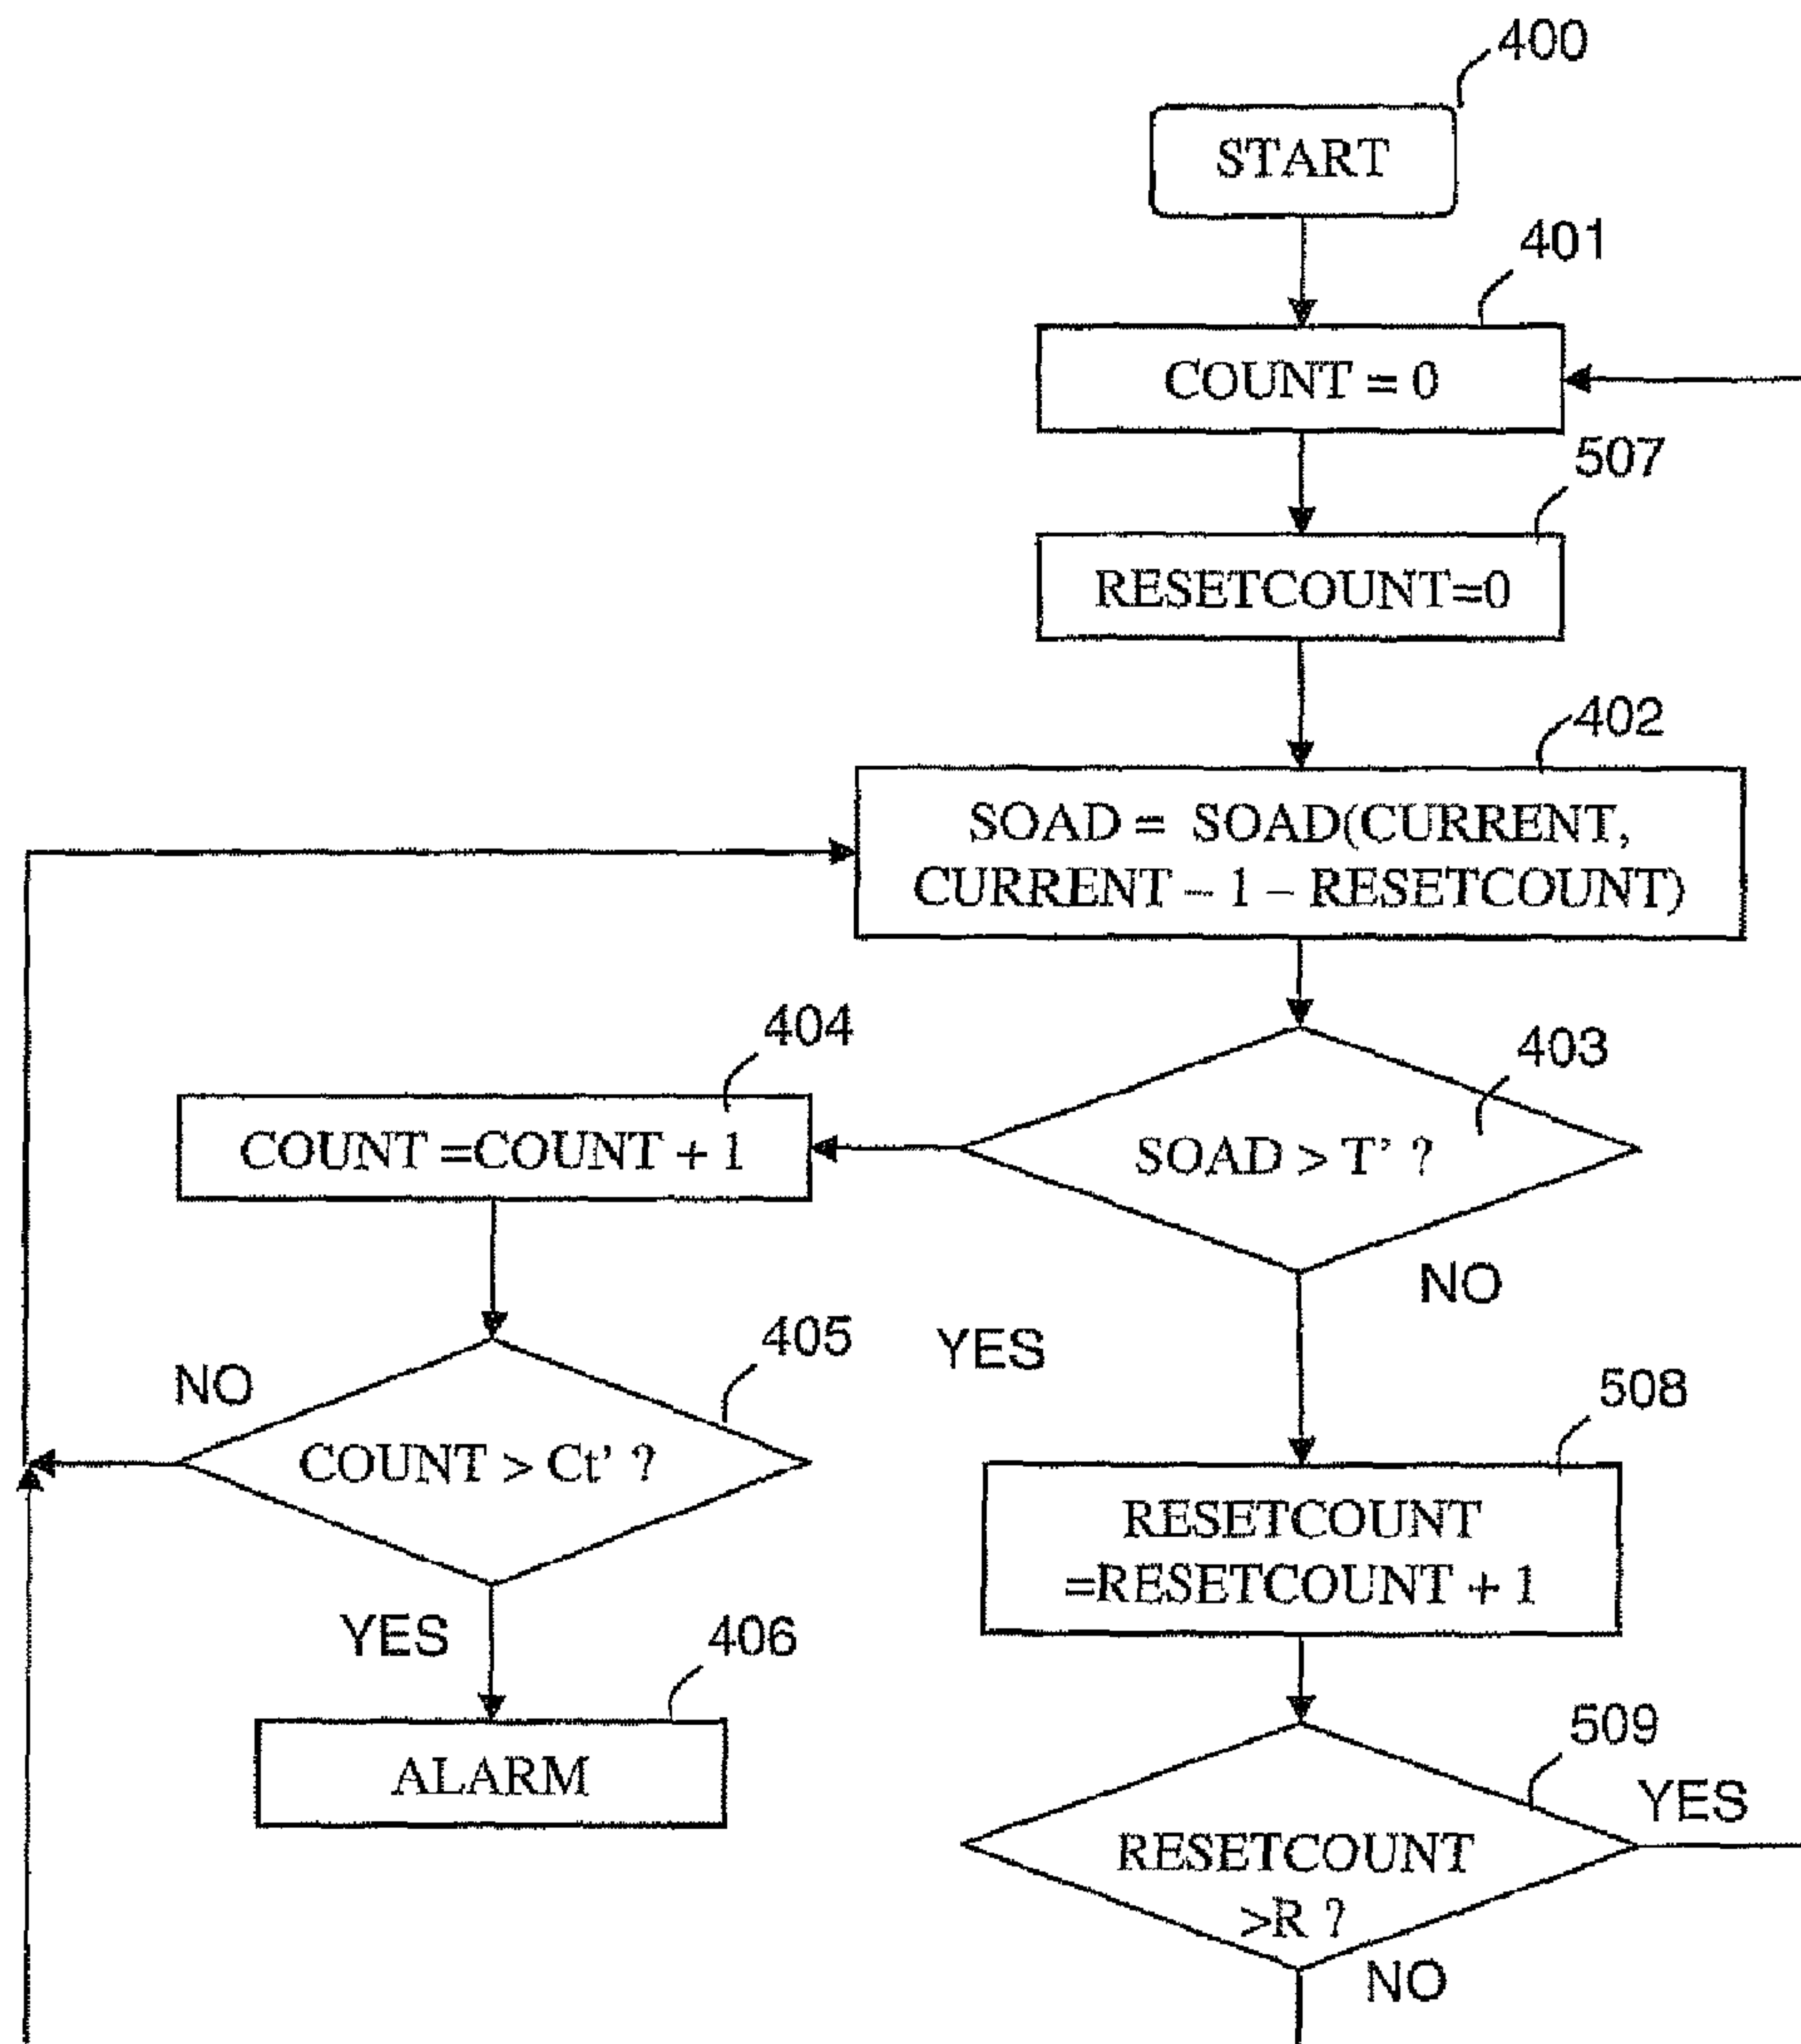 400
START
401
COUNT = 0
507
RESETCOUNT=0
402
SOAD = SOAD(CURRENT,
CURRENT – 1 – RESETCOUNT)
404
COUNT =COUNT + 1
403
SOAD > T’ ?
NO
YES
405
NO
COUNT > Ct’ ?
508
RESETCOUNT
=RESETCOUNT + 1
YES
406
ALARM
509
YES
RESETCOUNT
>R ?
NO